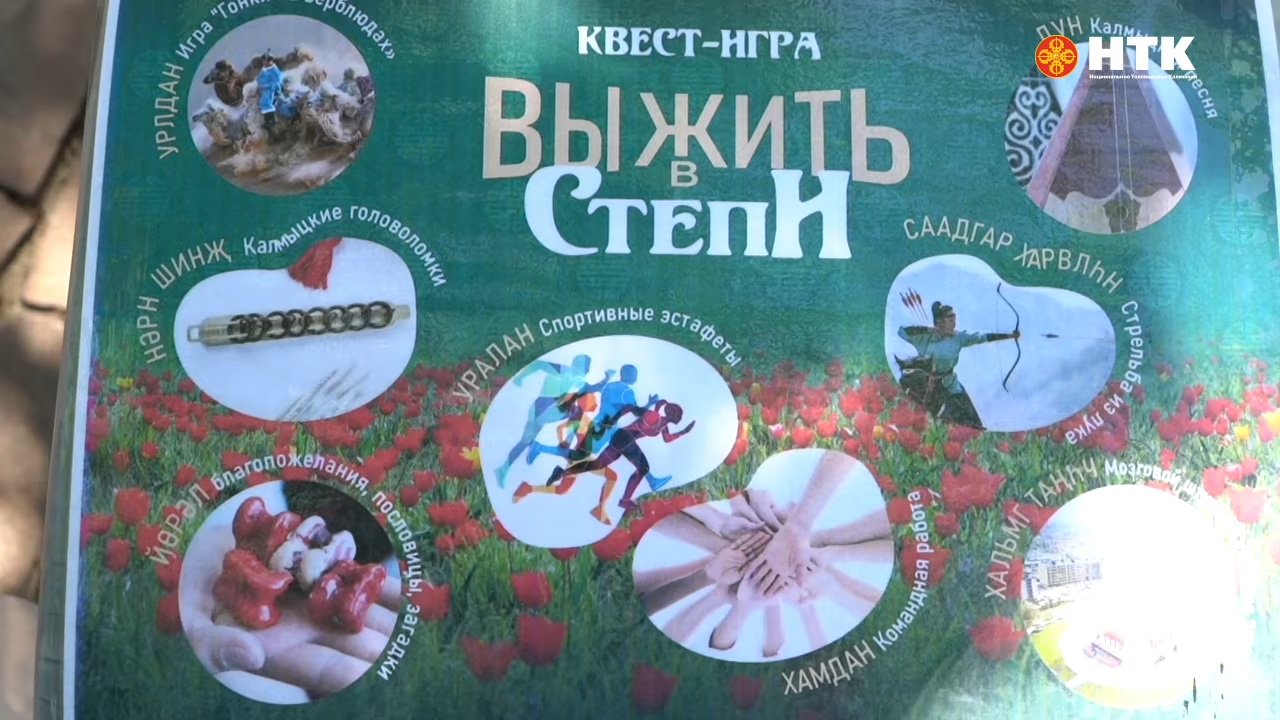 УРЛДАН Игра "Гонки на верблюдах»
КВЕСТ-ИГРА
ВЫЖИТЬ
В
СТЕПИ
ДУН
НТК
Национальное Телевидение Калмыкии
НӘРН ШИНҖ Калмыцкие головоломки
СААДГАР ХАРВЛҺН Стрельба из лука
УРАЛАН Спортивные эстафеты
ЙӨРӘЛ Благопожелания, пословицы, загадки
ХАМДАН Командная работа
ХАЛЬМГ ТАҢҺЧ Мозговой